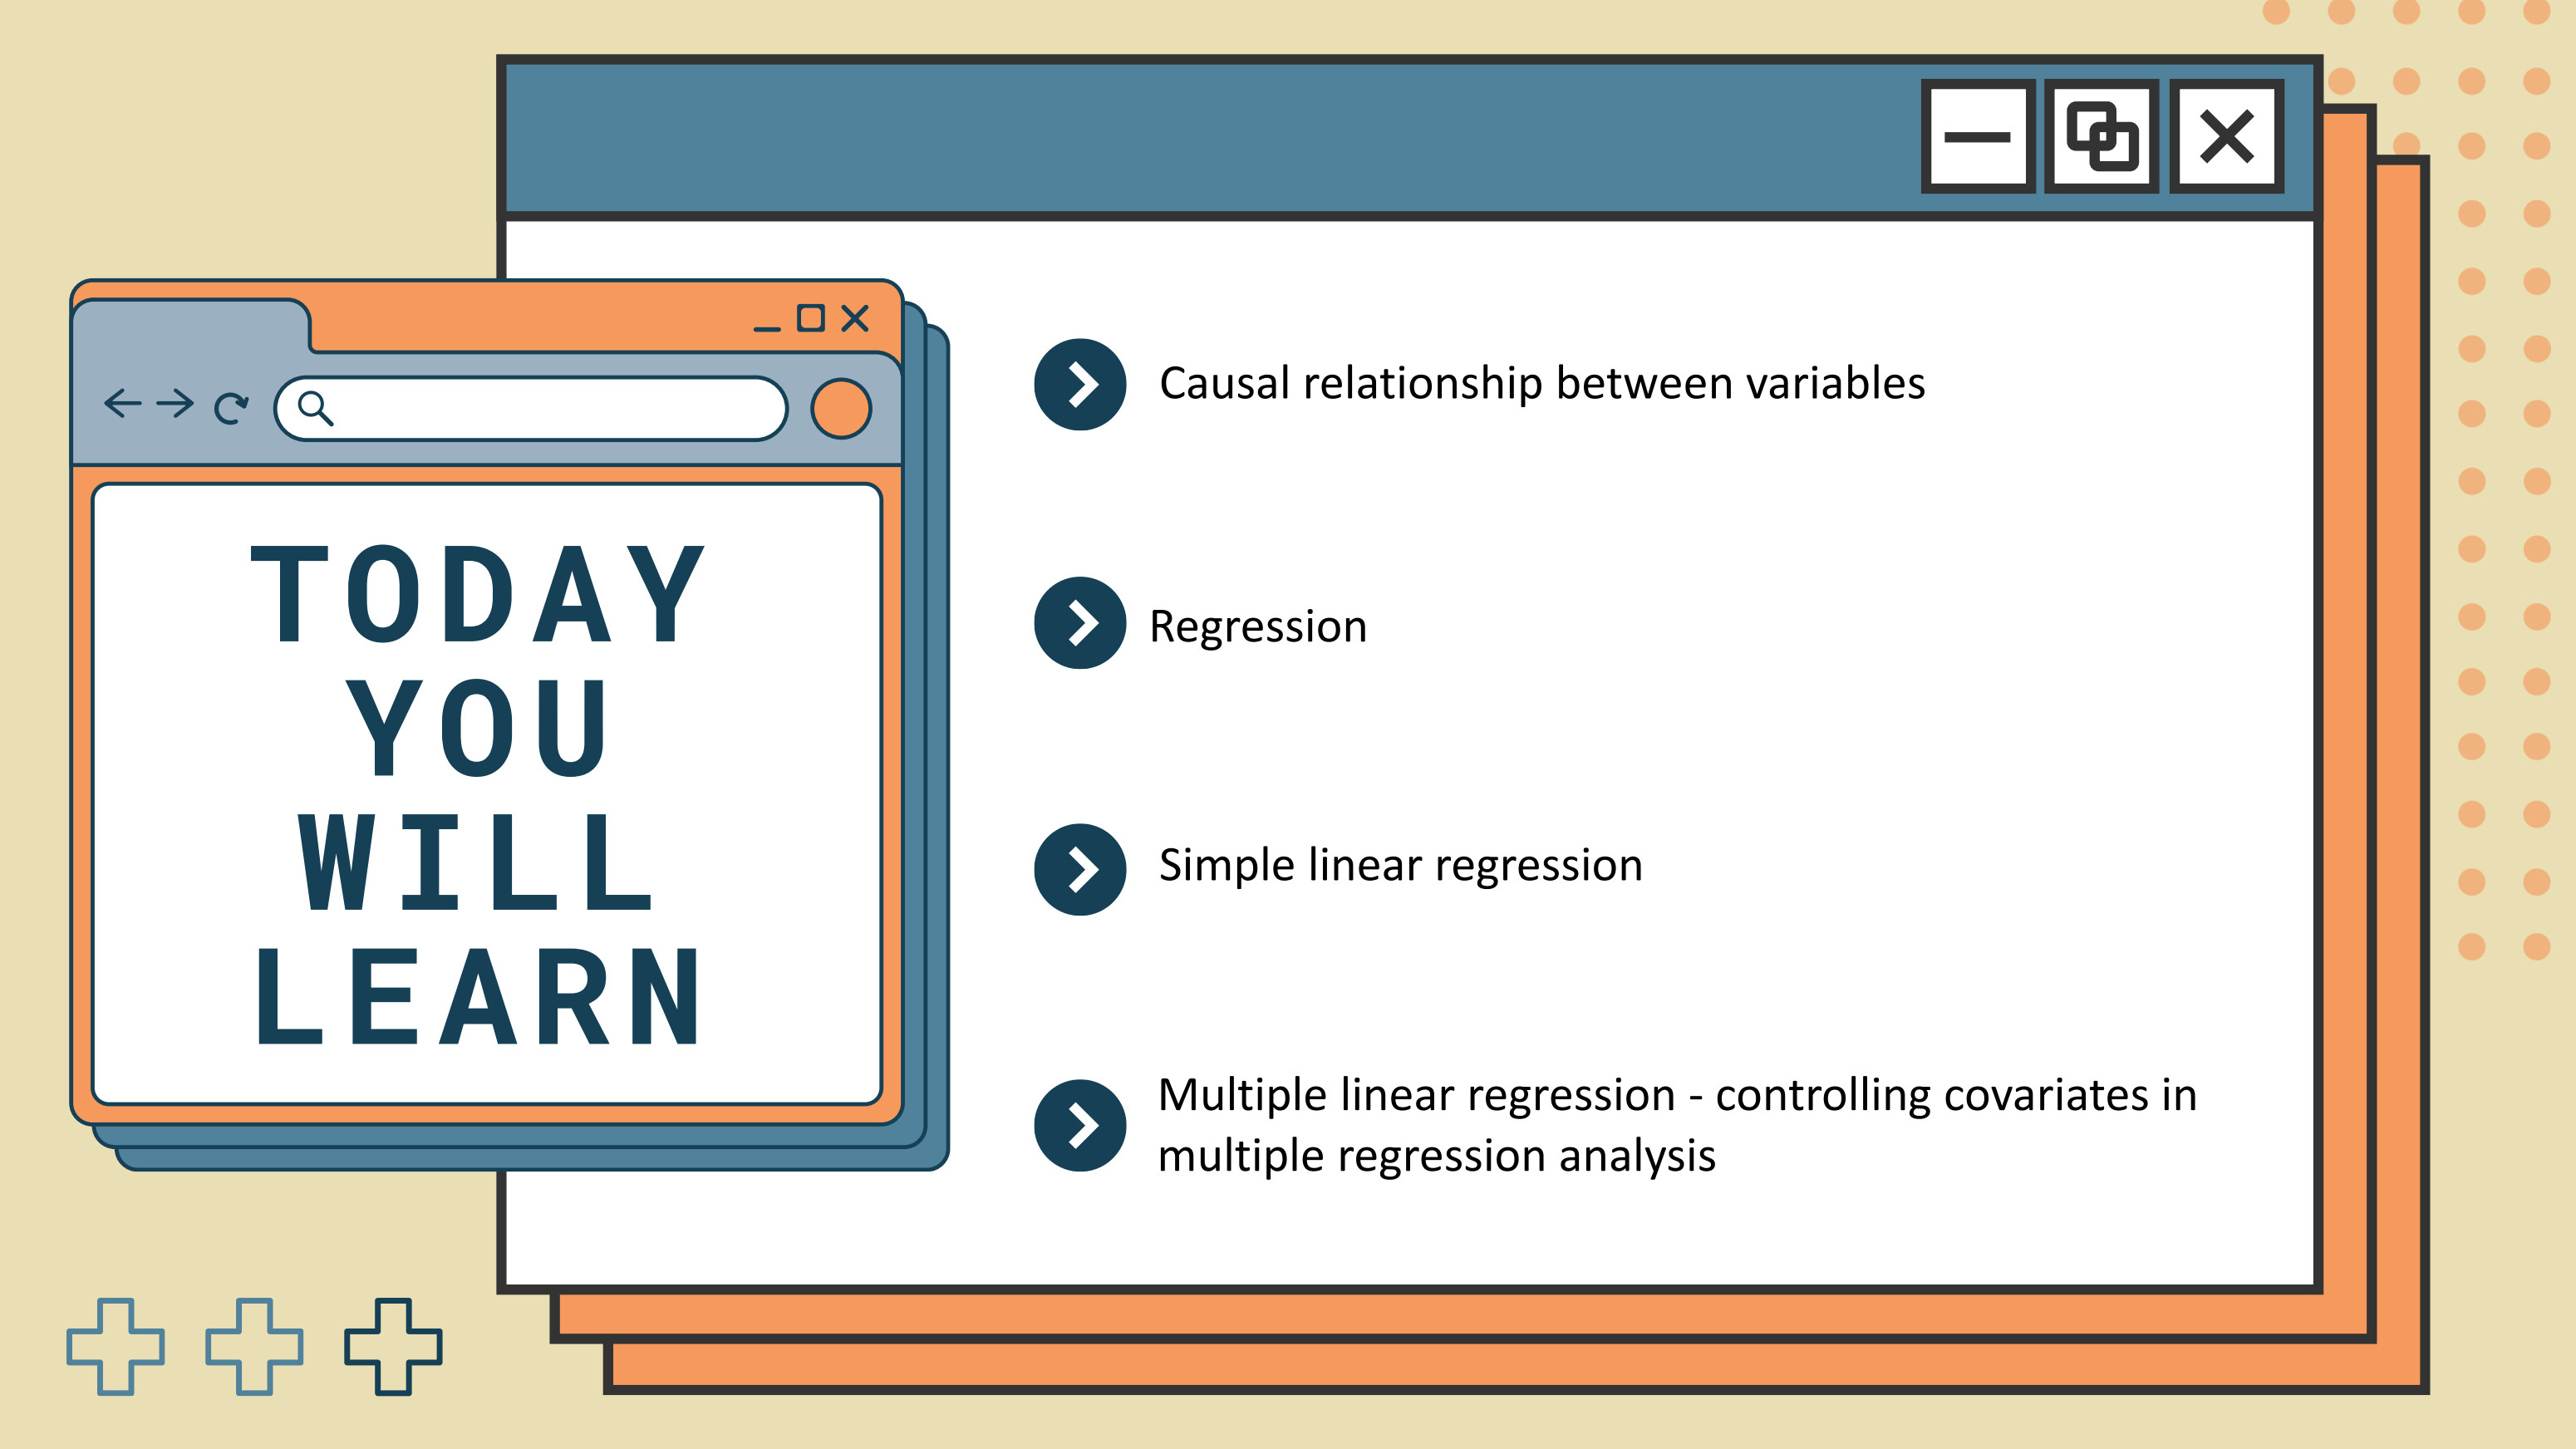 TODAY
YOU
WILL
LEARN
Causal relationship between variables
Regression
Simple linear regression
Multiple linear regression - controlling covariates in
multiple regression analysis